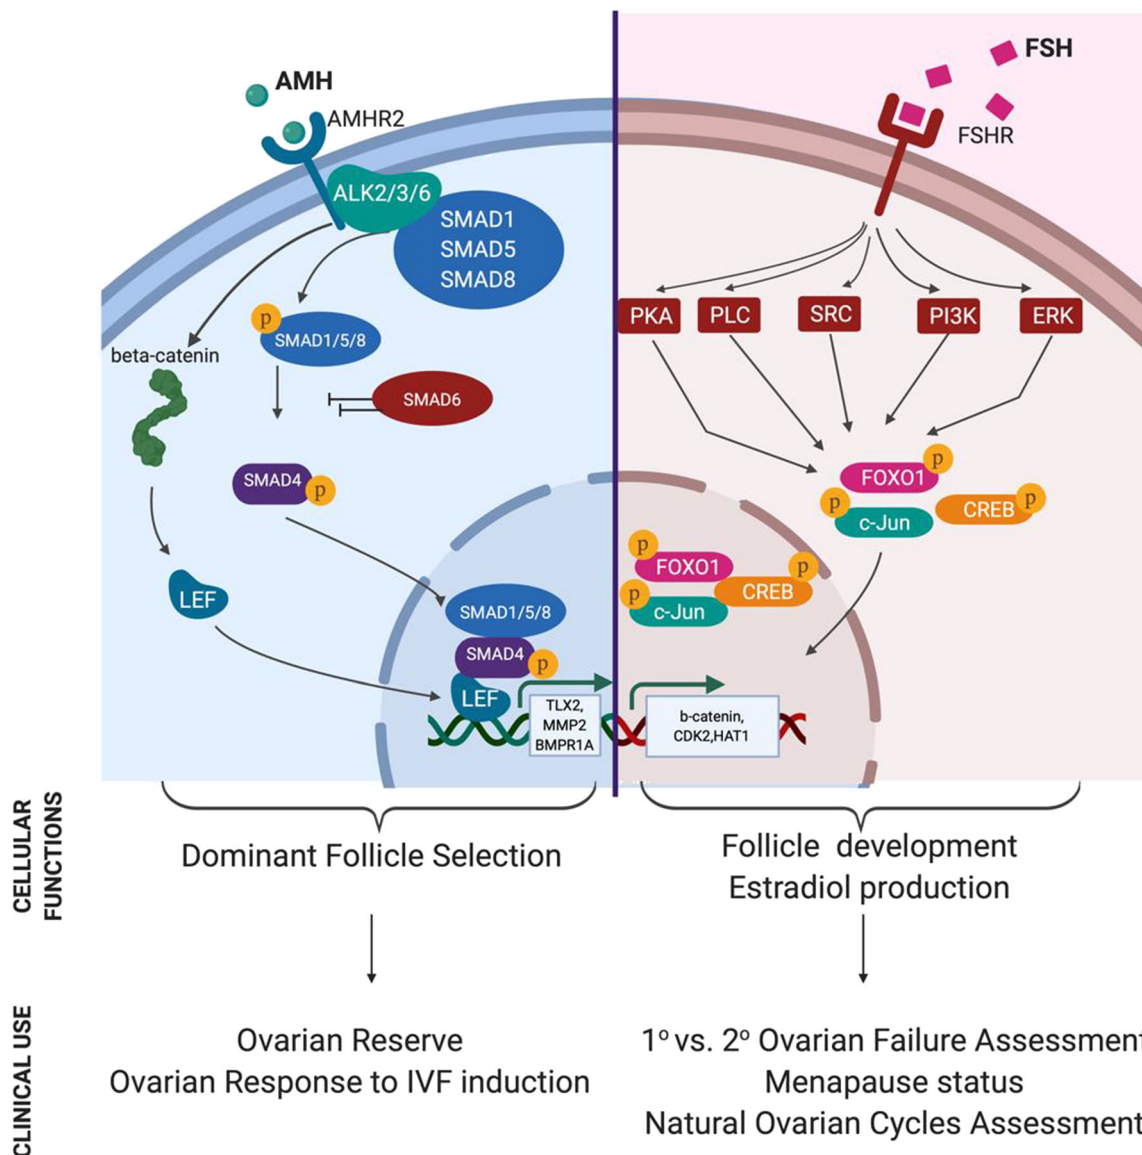 AMH
AMHR2
ALK2/3/6
SMAD1
SMAD5
SMAD8
p
SMAD1/5/8
beta-catenin
SMAD6
SMAD4
p
LEF
SMAD1/5/8
SMAD4
p
LEF
TLX2,
MMP2
BMPR1A
FSH
FSHR
PKA
PLC
SRC
PI3K
ERK
p
FOXO1
p
c-Jun
p
CREB
p
FOXO1
p
CREB
p
c-Jun
b-catenin,
CDK2,HAT1
CELLULAR
FUNCTIONS
Dominant Follicle Selection
Follicle development
Estradiol production
CLINICAL USE
Ovarian Reserve
Ovarian Response to IVF induction
1º vs. 2º Ovarian Failure Assessment
Menapause status
Natural Ovarian Cycles Assessment